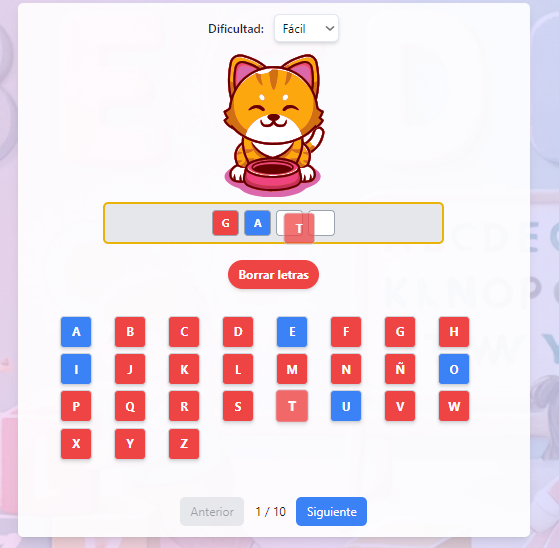 Dificultad: Fácil
G A T
Borrar letras
A B C D E F G H
I J K L M N Ñ O
P Q R S T U V W
X Y Z
Anterior 1 / 10 Siguiente